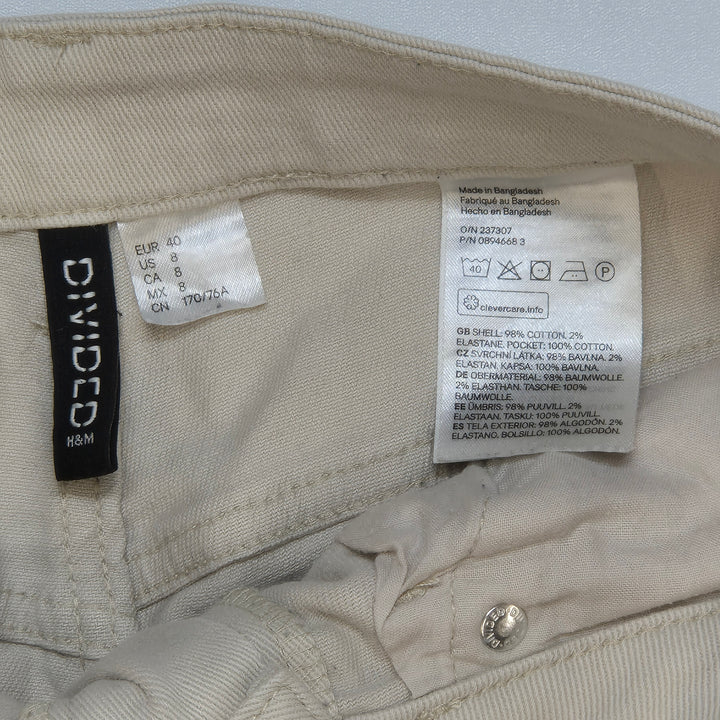 DIVIDED
H&M
EUR 40
US 8
CA 8
MX 8
CN 170/76A
Made in Bangladesh
Fabriqué au Bangladesh
Hecho en Bangladesh
O/N 237307
P/N 0894668 3
40
P
clevercare.info
GB SHELL: 98% COTTON. 2%
ELASTANE. POCKET: 100% COTTON.
CZ SVRCHNÍ LÁTKA: 98% BAVLNA. 2%
ELASTAN. KAPSA: 100% BAVLNA.
DE OBERMATERIAL: 98% BAUMWOLLE.
2% ELASTHAN. TASCHE: 100%
BAUMWOLLE.
EE ÜMBRIS: 98% PUUVILL. 2%
ELASTAAN. TASKU: 100% PUUVILL.
ES TELA EXTERIOR: 98% ALGODÓN. 2%
ELASTANO. BOLSILLO: 100% ALGODÓN.